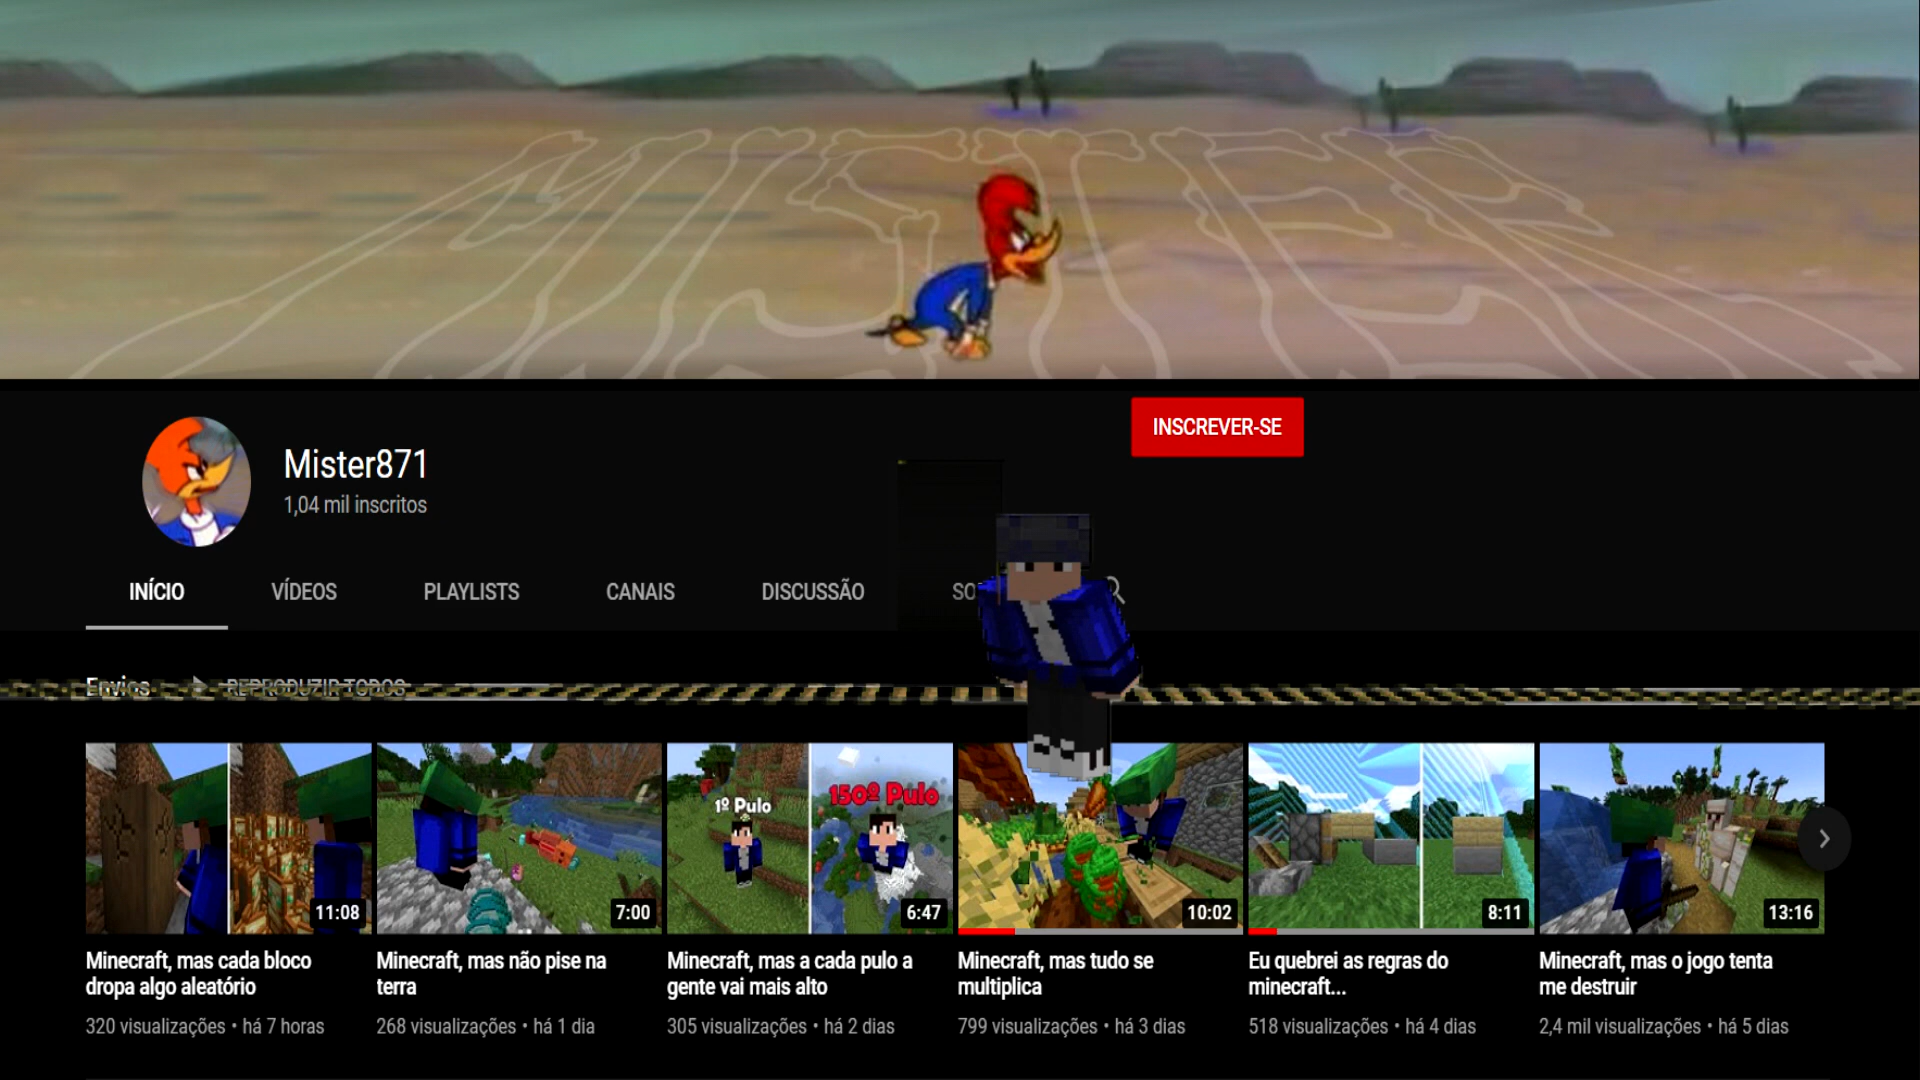 MISTER
INSCREVER-SE
Mister871
1,04 mil inscritos
INÍCIO VÍDEOS PLAYLISTS CANAIS DISCUSSÃO SO
Envios REPRODUZIR TODOS
1º Pulo
150º Pulo
11:08
7:00
6:47
10:02
8:11
13:16
Minecraft, mas cada bloco
dropa algo aleatório
320 visualizações • há 7 horas
Minecraft, mas não pise na
terra
268 visualizações • há 1 dia
Minecraft, mas a cada pulo a
gente vai mais alto
305 visualizações • há 2 dias
Minecraft, mas tudo se
multiplica
799 visualizações • há 3 dias
Eu quebrei as regras do
minecraft...
518 visualizações • há 4 dias
Minecraft, mas o jogo tenta
me destruir
2,4 mil visualizações • há 5 dias